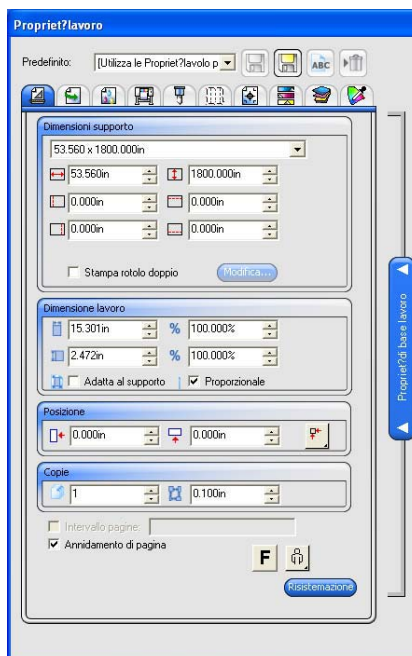 Propriet?lavoro
Predefinito: [Utilizza le Propriet?lavolo p
ABC
Dimensioni supporto
53.560 x 1800.000in
53.560in 1800.000in
0.000in 0.000in
0.000in 0.000in
Stampa rotolo doppio Modifica...
Dimensione lavoro
15.301in % 100.000%
2.472in % 100.000%
Adatta al supporto Proporzionale
Posizione
0.000in 0.000in
Copie
1 0.100in
Intervallo pagine:
Annidamento di pagina
F
Risistemazione
Propriet?di base lavoro